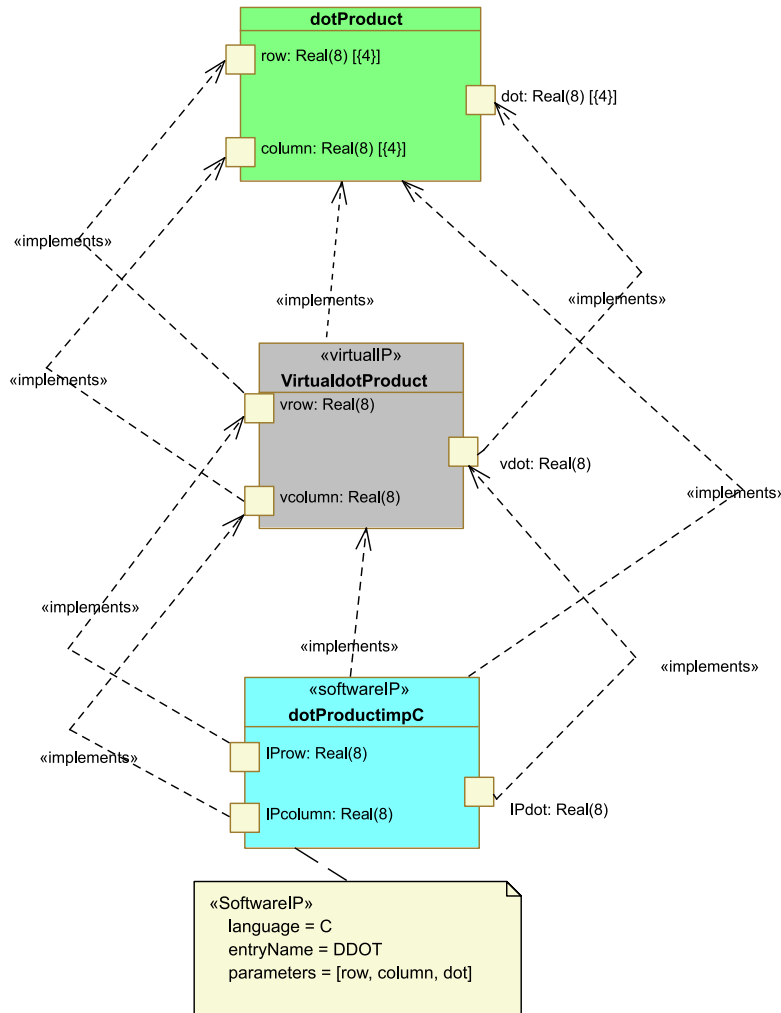 dotProduct
row: Real(8) [{4}]
dot: Real(8) [{4}]
column: Real(8) [{4}]
«implements»
«implements»
«implements»
«virtualIP»
VirtualdotProduct
«implements»
vrow: Real(8)
vdot: Real(8)
vcolumn: Real(8)
«implements»
«implements»
«implements»
«implements»
«softwareIP»
dotProductimpC
IProw: Real(8)
«implements»
IPcolumn: Real(8)
IPdot: Real(8)
«SoftwareIP»
language = C
entryName = DDOT
parameters = [row, column, dot]